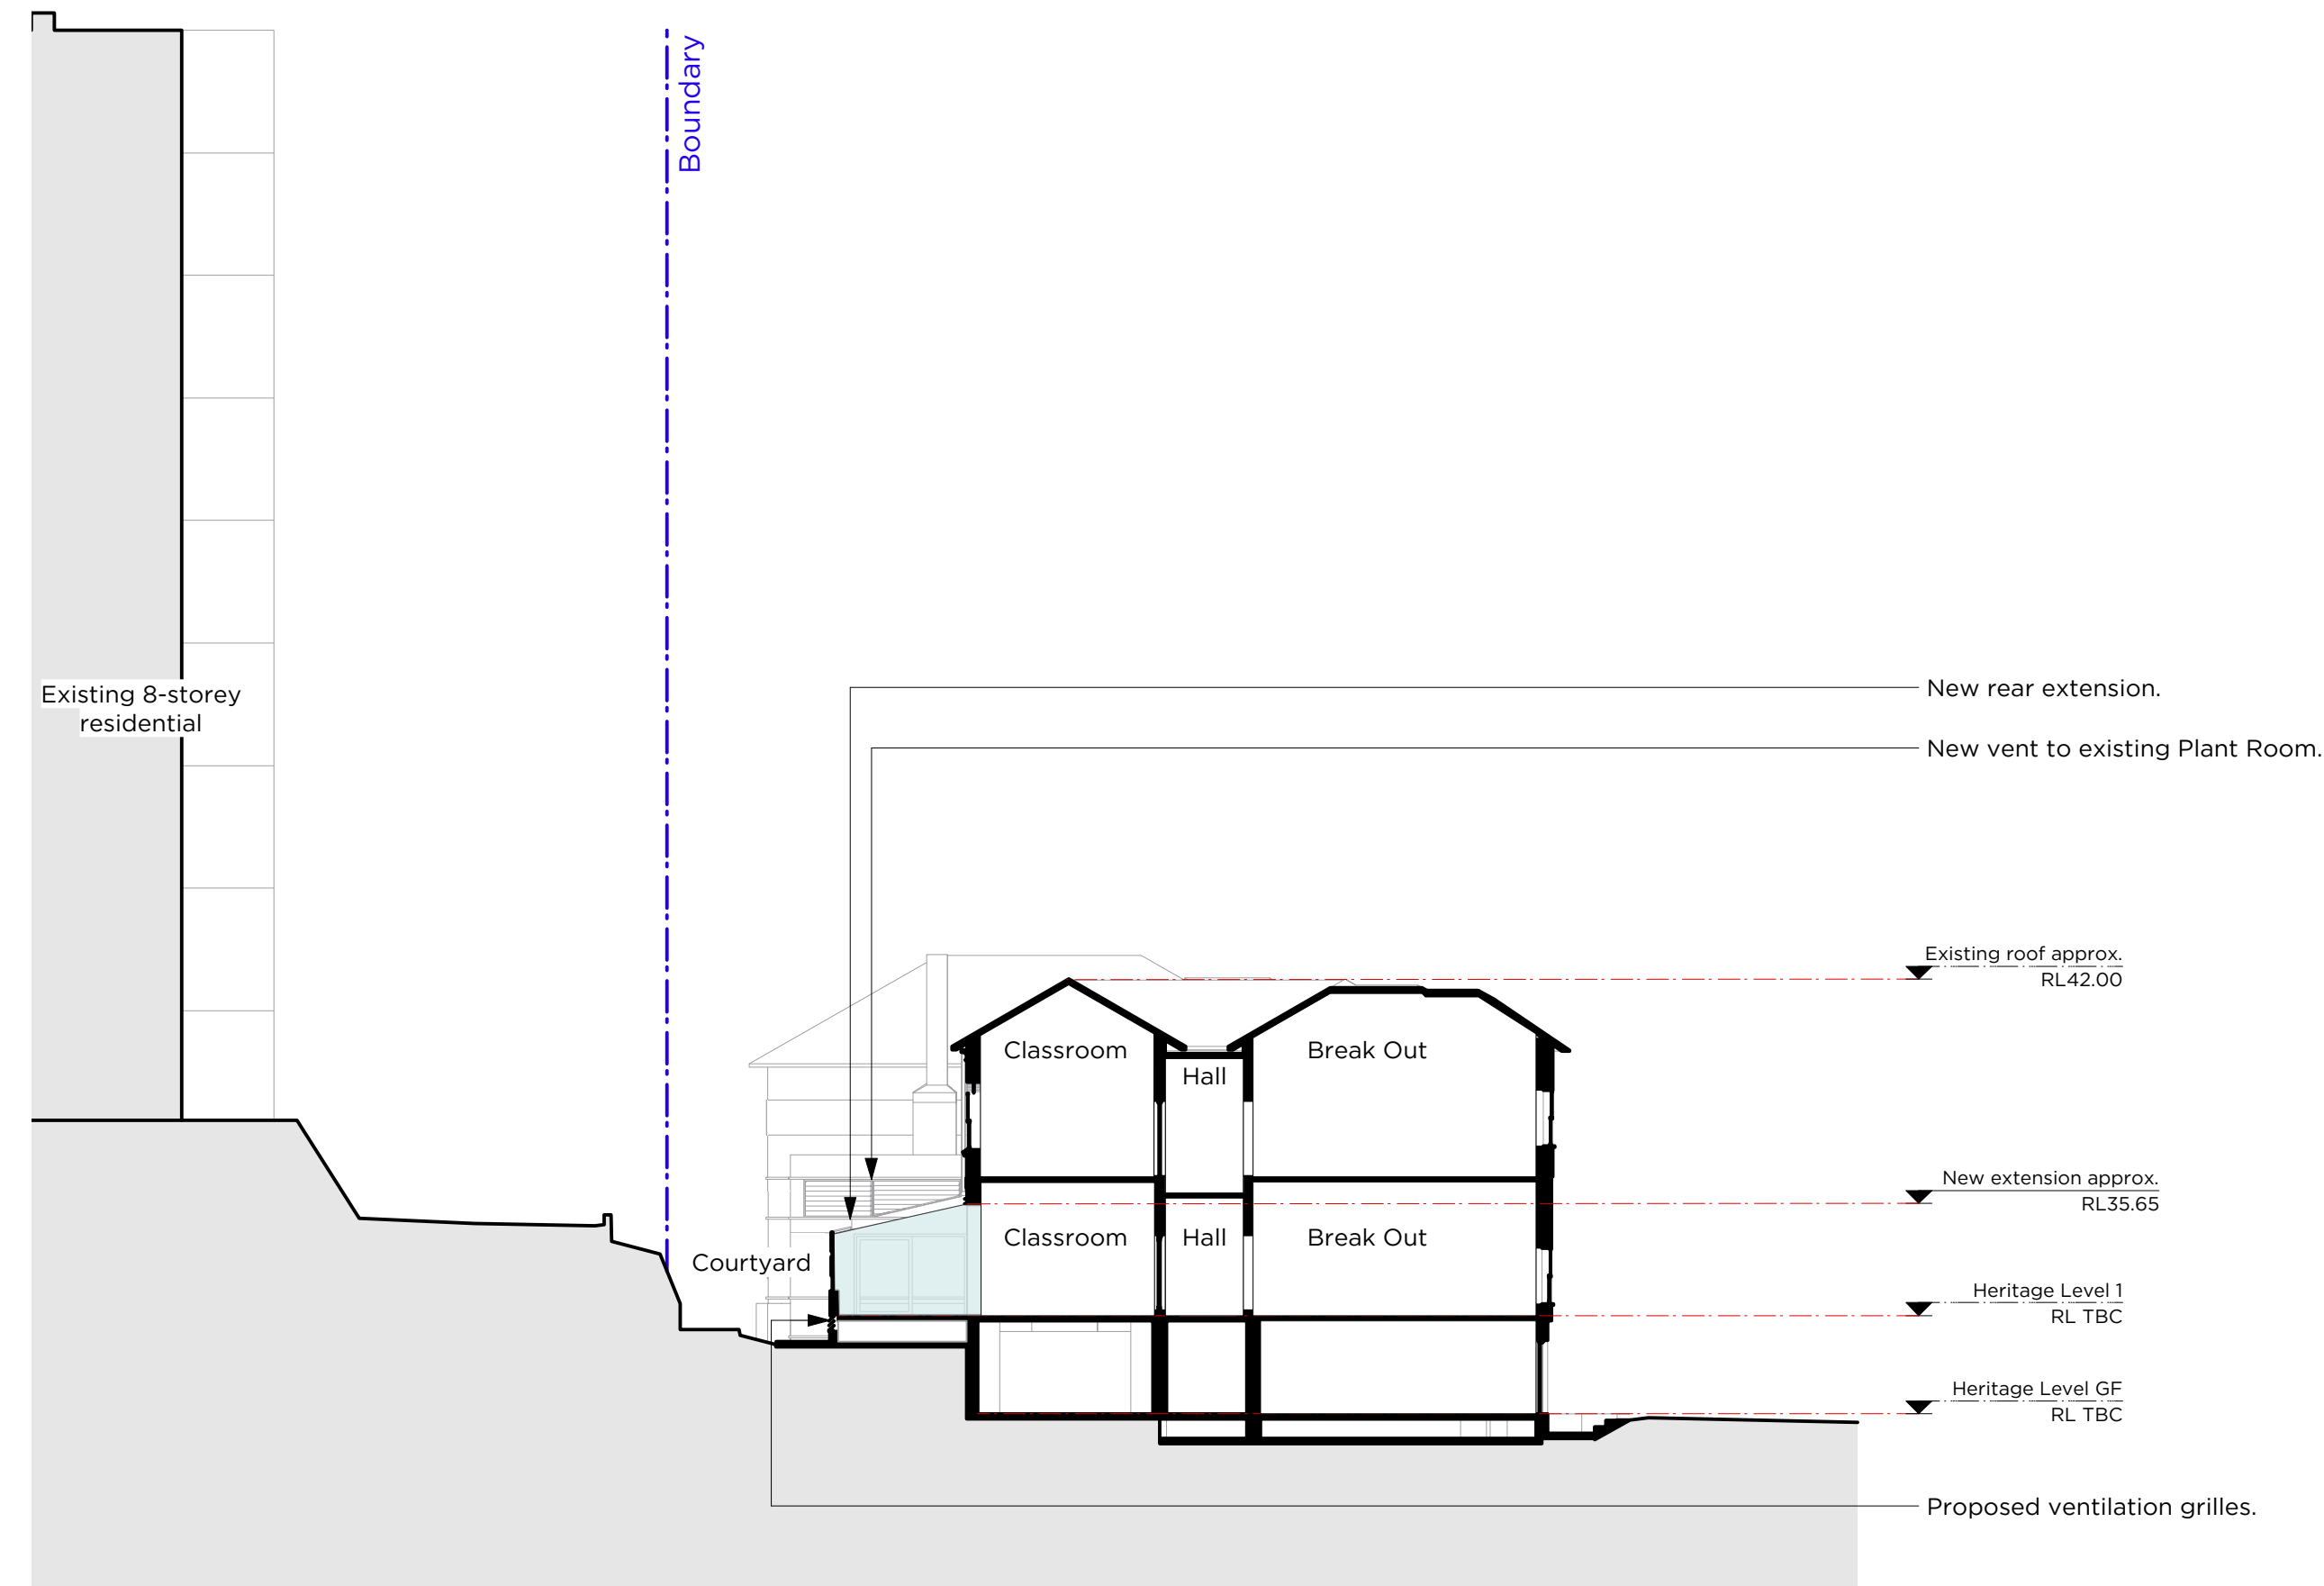 Boundary
Existing 8-storey
residential
New rear extension.
New vent to existing Plant Room.
Existing roof approx.
RL42.00
Classroom
Break Out
Hall
New extension approx.
RL35.65
Classroom
Hall
Break Out
Courtyard
Heritage Level 1
RL TBC
Heritage Level GF
RL TBC
Proposed ventilation grilles.